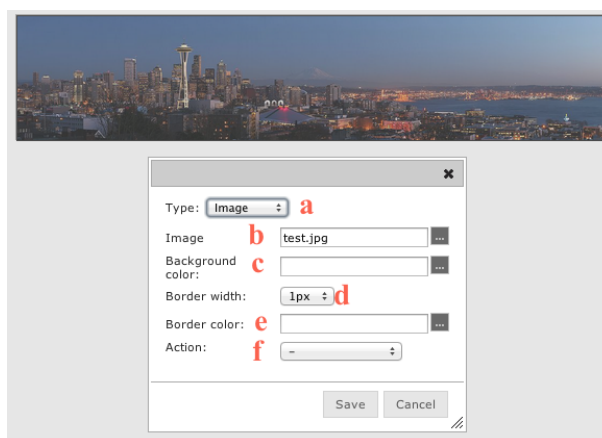 ✖
Type: Image a
Image b test.jpg ...
Background color: c ...
Border width: 1px d
Border color: e ...
Action: f –
Save Cancel